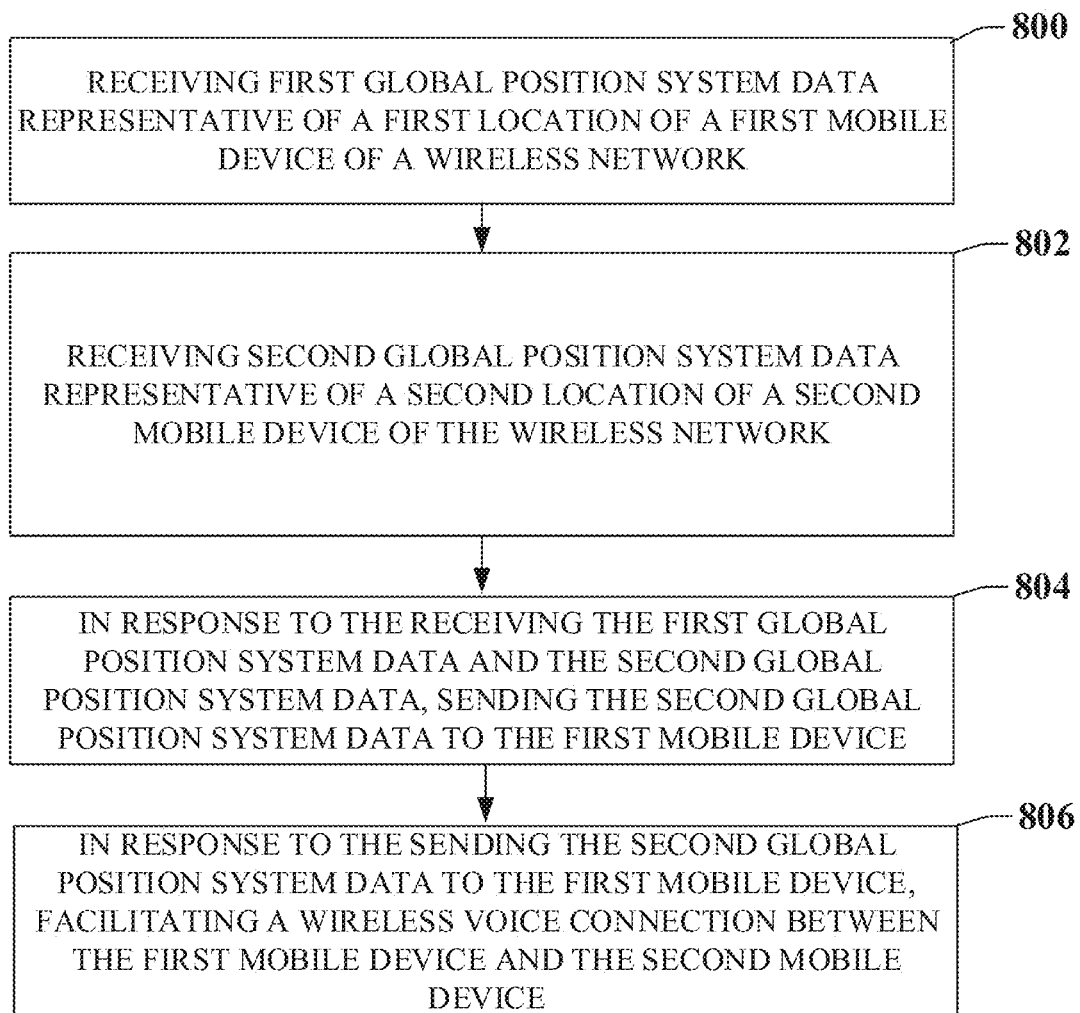 800
RECEIVING FIRST GLOBAL POSITION SYSTEM DATA
REPRESENTATIVE OF A FIRST LOCATION OF A FIRST MOBILE
DEVICE OF A WIRELESS NETWORK
802
RECEIVING SECOND GLOBAL POSITION SYSTEM DATA
REPRESENTATIVE OF A SECOND LOCATION OF A SECOND
MOBILE DEVICE OF THE WIRELESS NETWORK
804
IN RESPONSE TO THE RECEIVING THE FIRST GLOBAL
POSITION SYSTEM DATA AND THE SECOND GLOBAL
POSITION SYSTEM DATA, SENDING THE SECOND GLOBAL
POSITION SYSTEM DATA TO THE FIRST MOBILE DEVICE
806
IN RESPONSE TO THE SENDING THE SECOND GLOBAL
POSITION SYSTEM DATA TO THE FIRST MOBILE DEVICE,
FACILITATING A WIRELESS VOICE CONNECTION BETWEEN
THE FIRST MOBILE DEVICE AND THE SECOND MOBILE
DEVICE